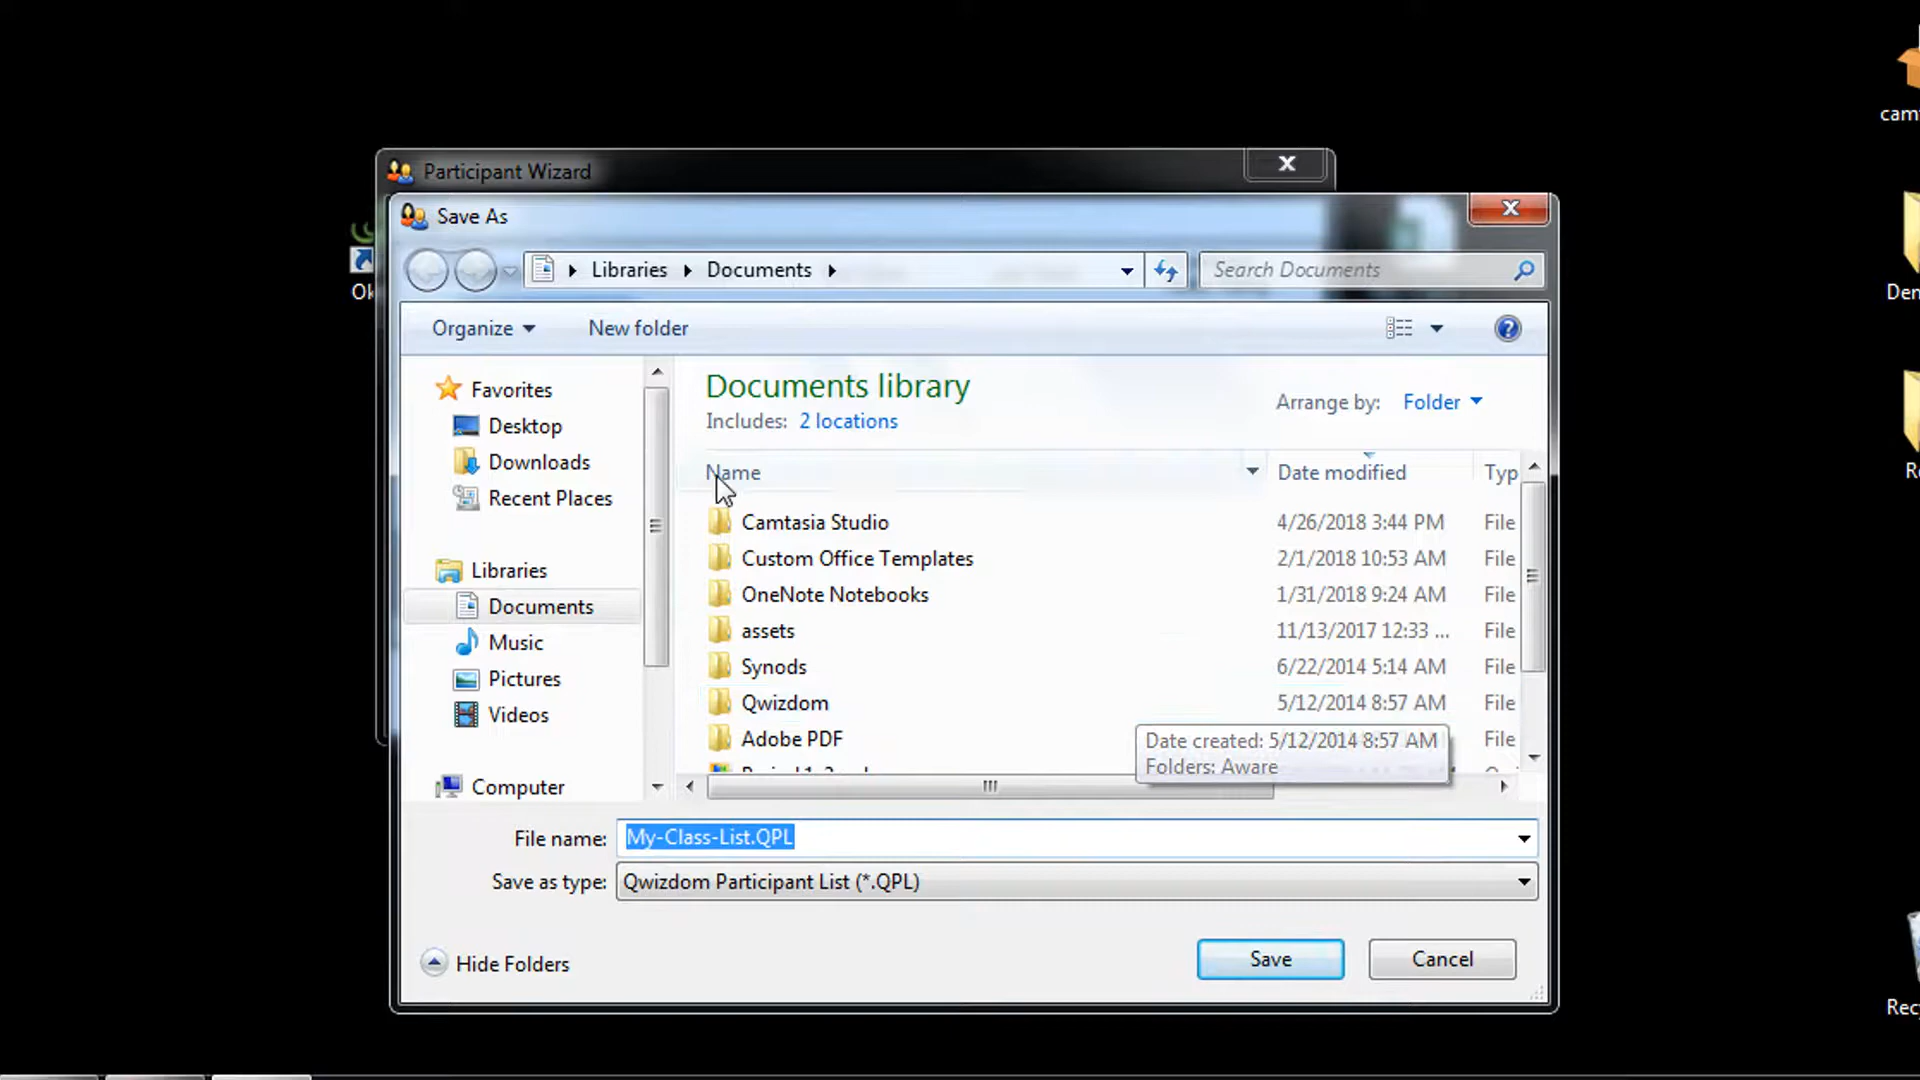 Participant Wizard
Save As
Libraries Documents
Search Documents
Organize New folder
Documents library
Includes: 2 locations
Arrange by: Folder
Name Date modified Typ
Camtasia Studio 4/26/2018 3:44 PM File
Custom Office Templates 2/1/2018 10:53 AM File
OneNote Notebooks 1/31/2018 9:24 AM File
assets 11/13/2017 12:33 ... File
Synods 6/22/2014 5:14 AM File
Qwizdom 5/12/2014 8:57 AM File
Adobe PDF File
Date created: 5/12/2014 8:57 AM
Folders: Aware
Favorites
Desktop
Downloads
Recent Places
Libraries
Documents
Music
Pictures
Videos
Computer
File name: My-Class-List.QPL
Save as type: Qwizdom Participant List (*.QPL)
Hide Folders
Save Cancel
Ok
cam
Den
Re
Recy